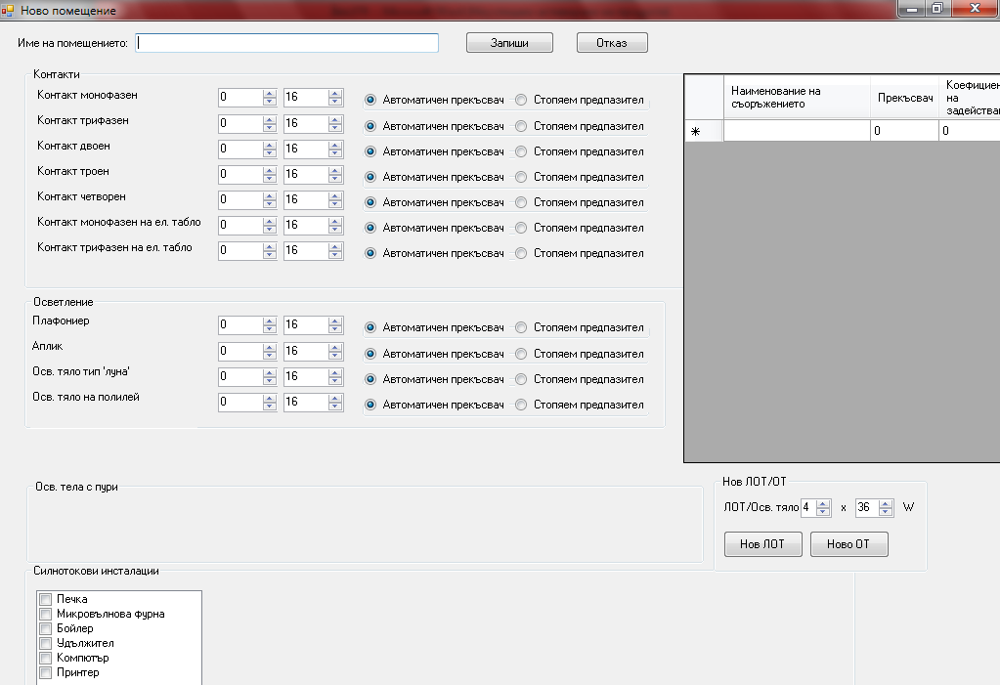 Ново помещение
Име на помещението: Запиши Отказ
Контакти
Контакт монофазен 0 16 Автоматичен прекъсвач Стопяем предпазител
Контакт трифазен 0 16 Автоматичен прекъсвач Стопяем предпазител
Контакт двоен 0 16 Автоматичен прекъсвач Стопяем предпазител
Контакт троен 0 16 Автоматичен прекъсвач Стопяем предпазител
Контакт четворен 0 16 Автоматичен прекъсвач Стопяем предпазител
Контакт монофазен на ел. табло 0 16 Автоматичен прекъсвач Стопяем предпазител
Контакт трифазен на ел. табло 0 16 Автоматичен прекъсвач Стопяем предпазител
Наименование на
съоръжението
Прекъсвач
Коефициен
на
задейства
0 0
Осветление
Плафониер 0 16 Автоматичен прекъсвач Стопяем предпазител
Аплик 0 16 Автоматичен прекъсвач Стопяем предпазител
Осв. тяло тип 'луна' 0 16 Автоматичен прекъсвач Стопяем предпазител
Осв. тяло на полилей 0 16 Автоматичен прекъсвач Стопяем предпазител
Осв. тела с пури
Нов ЛОТ/ОТ
ЛОТ/Осв. тяло 4 x 36 W
Нов ЛОТ Ново ОТ
Силнотокови инсталации
Печка
Микровълнова фурна
Бойлер
Удължител
Компютър
Принтер